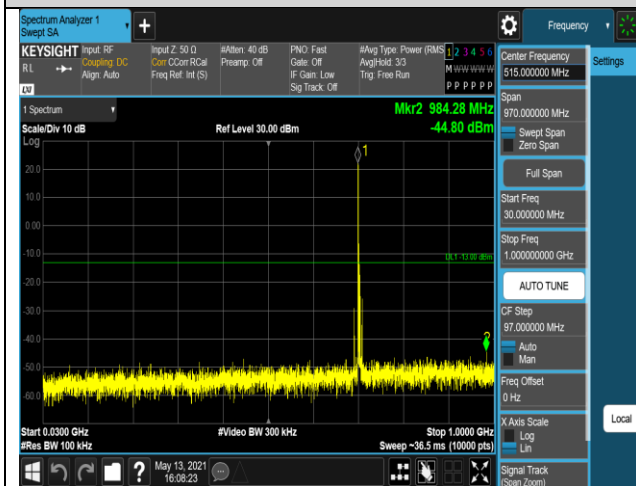 Spectrum Analyzer 1
Swept SA
+
Frequency
KEYSIGHT
RL
Input: RF
Coupling: DC
Align: Auto
Input Z: 50 Ω
Corr CCorr RCal
Freq Ref: Int (S)
#Atten: 40 dB
Preamp: Off
PNO: Fast
Gate: Off
IF Gain: Low
Sig Track: Off
#Avg Type: Power (RMS
Avg|Hold: 3/3
Trig: Free Run
1 2 3 4 5 6
M W W W W W
P P P P P P
LXI
1 Spectrum
Scale/Div 10 dB
Log
Ref Level 30.00 dBm
Mkr2 984.28 MHz
-44.80 dBm
1
20.0
10.0
0.00
-10.0
DL1 -13.00 dBm
-20.0
-30.0
-40.0
2
-50.0
-60.0
Start 0.0300 GHz
#Res BW 100 kHz
#Video BW 300 kHz
Stop 1.0000 GHz
Sweep ~36.5 ms (10000 pts)
May 13, 2021
16:08:23
?
Center Frequency
515.000000 MHz
Settings
Span
970.000000 MHz
Swept Span
Zero Span
Full Span
Start Freq
30.000000 MHz
Stop Freq
1.000000000 GHz
AUTO TUNE
CF Step
97.000000 MHz
Auto
Man
Freq Offset
0 Hz
X Axis Scale
Log
Lin
Local
Signal Track
(Span Zoom)